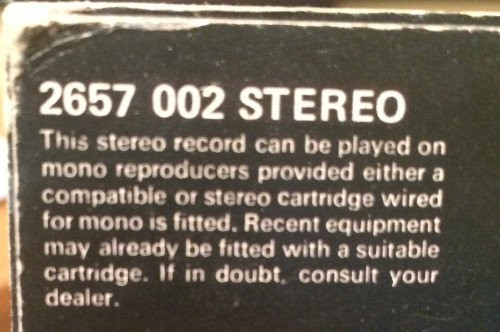 2657 002 STEREO
This stereo record can be played on
mono reproducers provided either a
compatible or stereo cartridge wired
for mono is fitted. Recent equipment
may already be fitted with a suitable
cartridge. If in doubt, consult your
dealer.